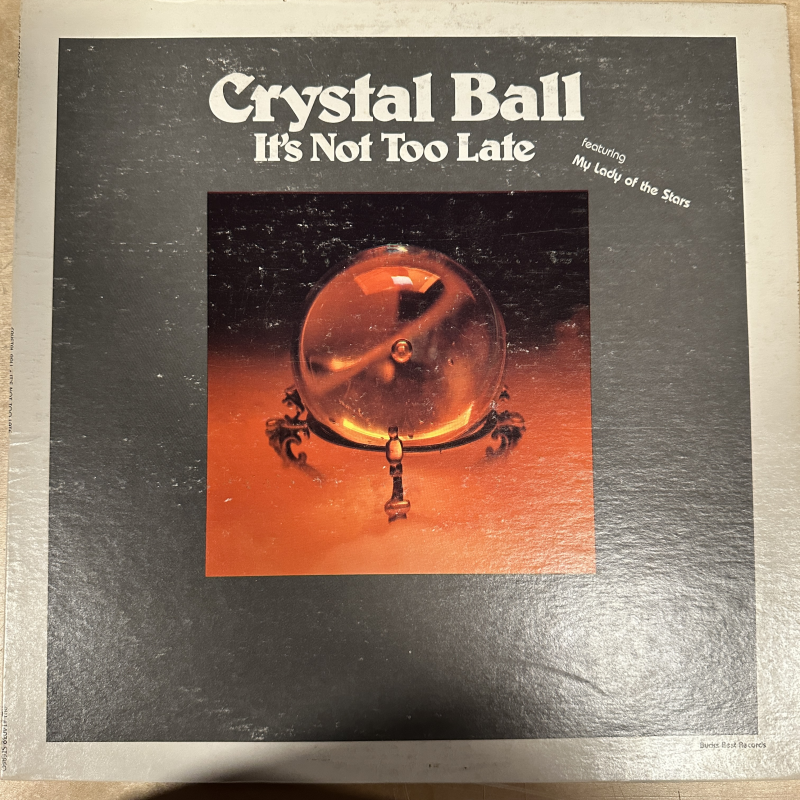 Crystal Ball
It's Not Too Late
featuring
My Lady of the Stars
Bucks Best Records